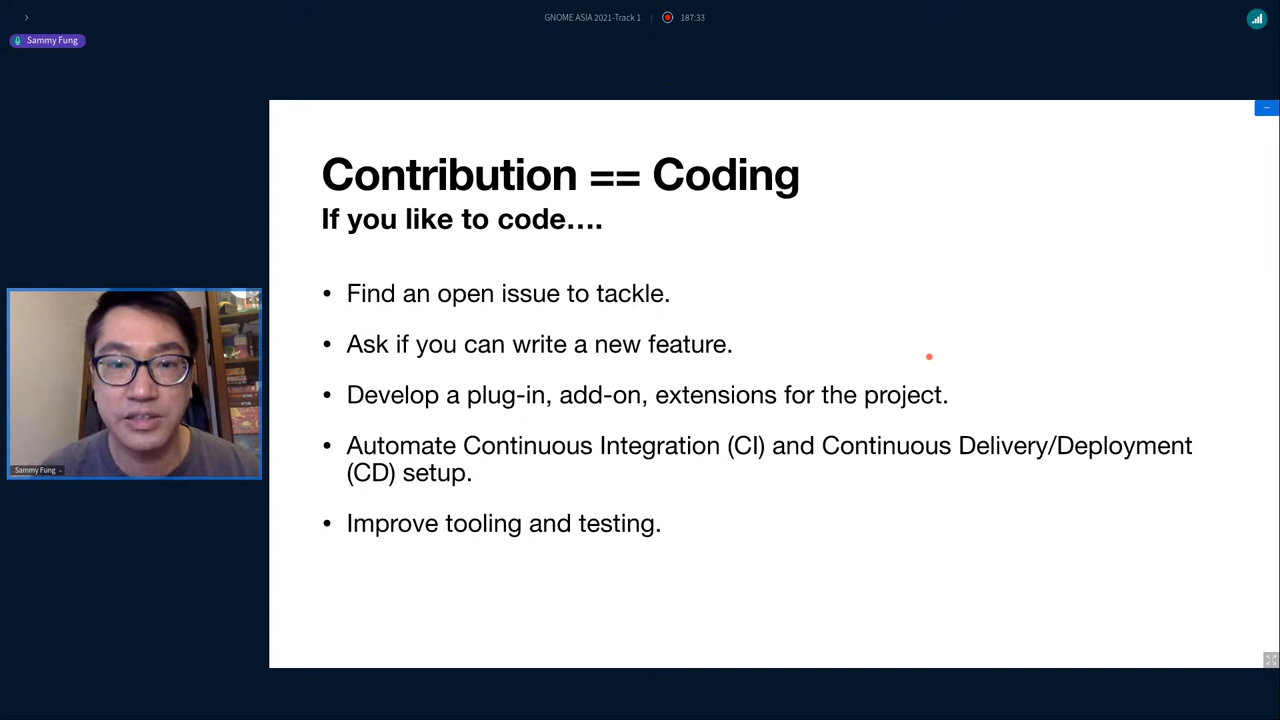 GNOME ASIA 2021-Track 1
187:33
Sammy Fung
Contribution == Coding
If you like to code....
• Find an open issue to tackle.
• Ask if you can write a new feature.
• Develop a plug-in, add-on, extensions for the project.
• Automate Continuous Integration (CI) and Continuous Delivery/Deployment
(CD) setup.
• Improve tooling and testing.
Sammy Fung